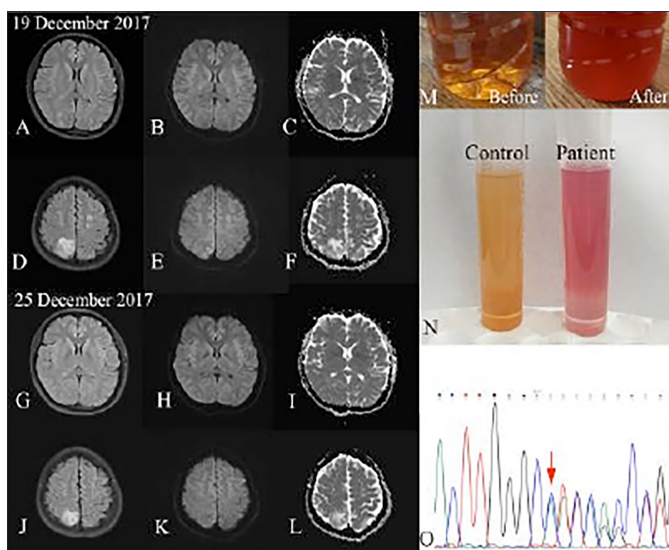 19 December 2017
A
B
C
D
E
F
25 December 2017
G
H
I
J
K
L
M
Before
After
Control
Patient
N
O